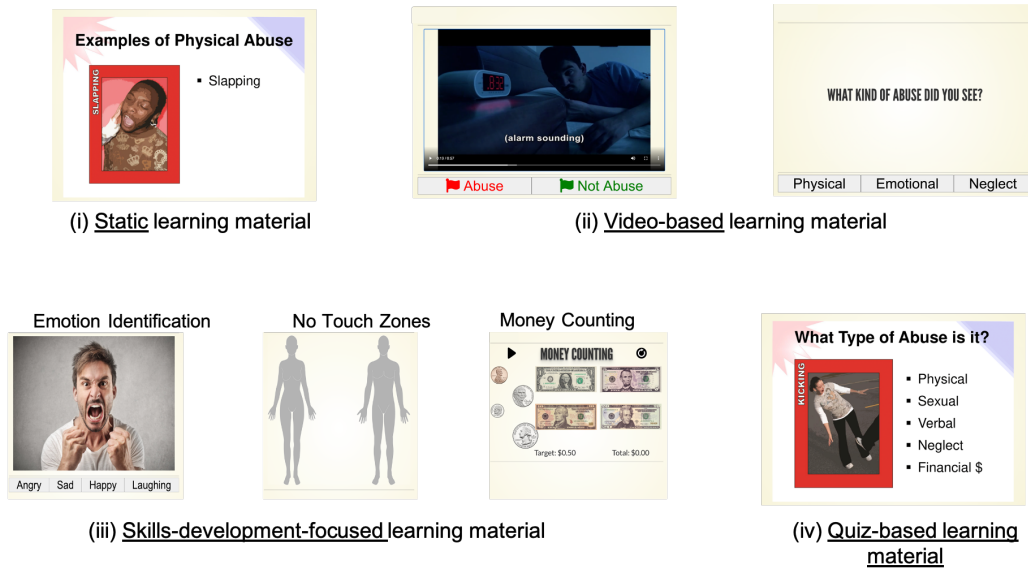 Examples of Physical Abuse
SLAPPING
▪ Slapping
(i) Static learning material
(alarm sounding)
Abuse
Not Abuse
WHAT KIND OF ABUSE DID YOU SEE?
Physical Emotional Neglect
(ii) Video-based learning material
Emotion Identification
Angry Sad Happy Laughing
No Touch Zones
Money Counting
MONEY COUNTING
Target: $0.50 Total: $0.00
(iii) Skills-development-focused learning material
What Type of Abuse is it?
KICKING
▪ Physical
▪ Sexual
▪ Verbal
▪ Neglect
▪ Financial $
(iv) Quiz-based learning
material